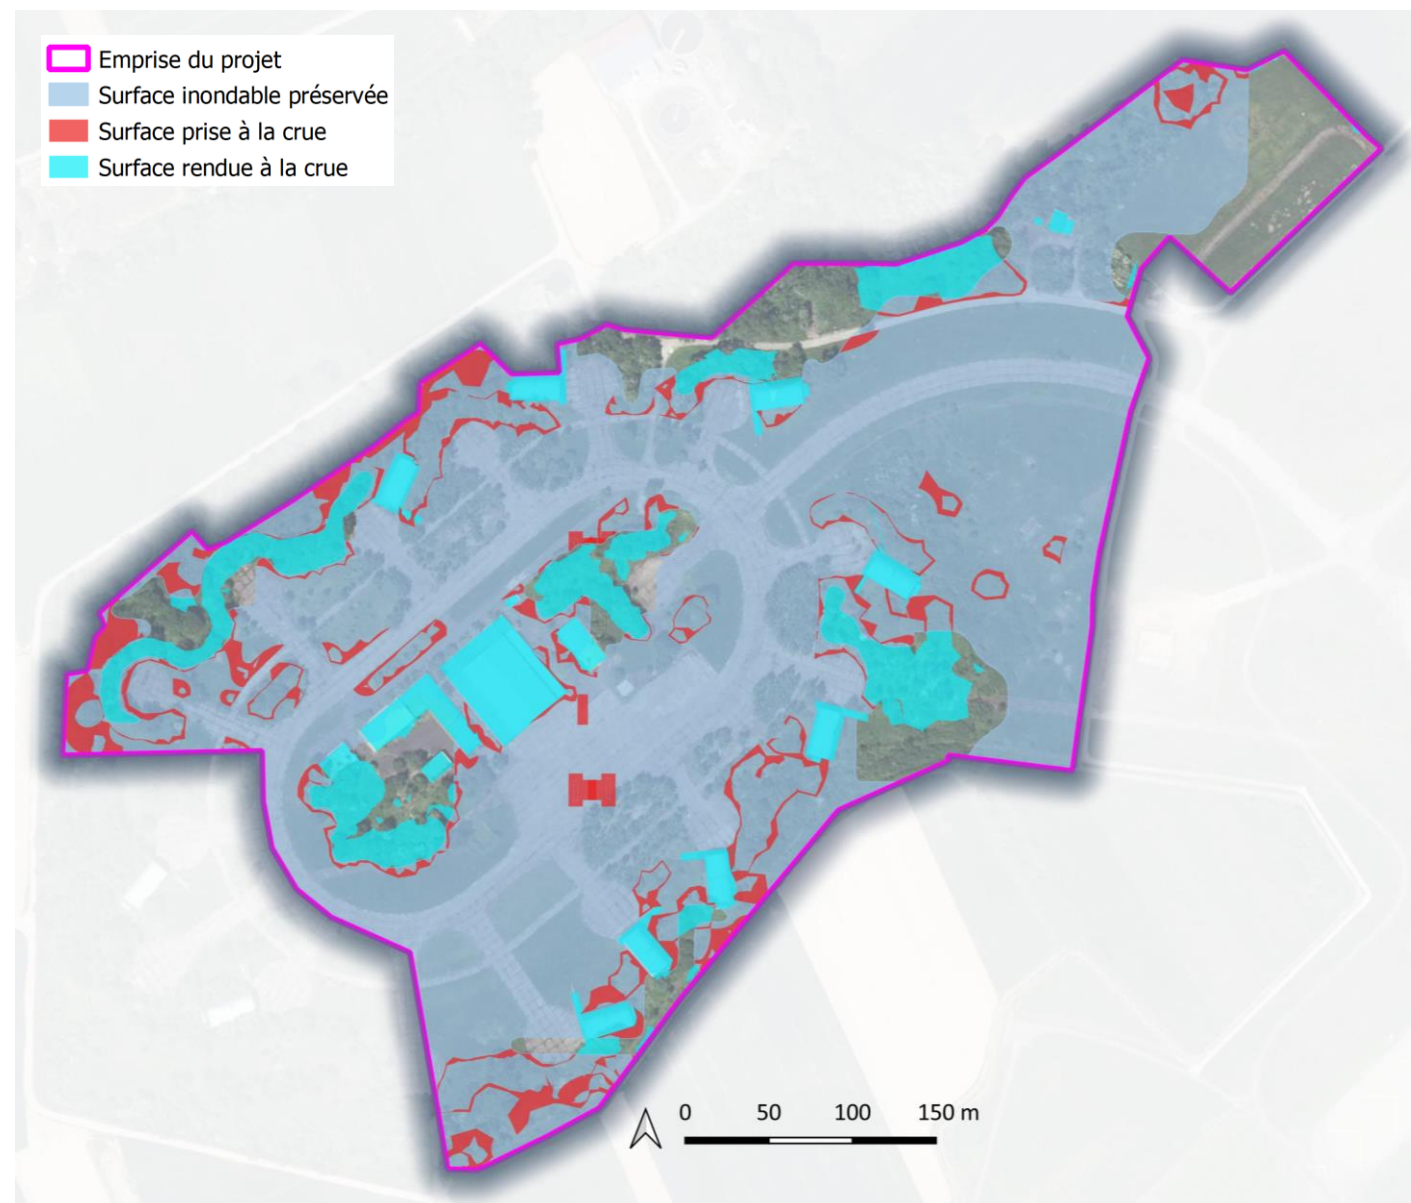 Emprise du projet
Surface inondable préservée
Surface prise à la crue
Surface rendue à la crue
0 50 100 150 m